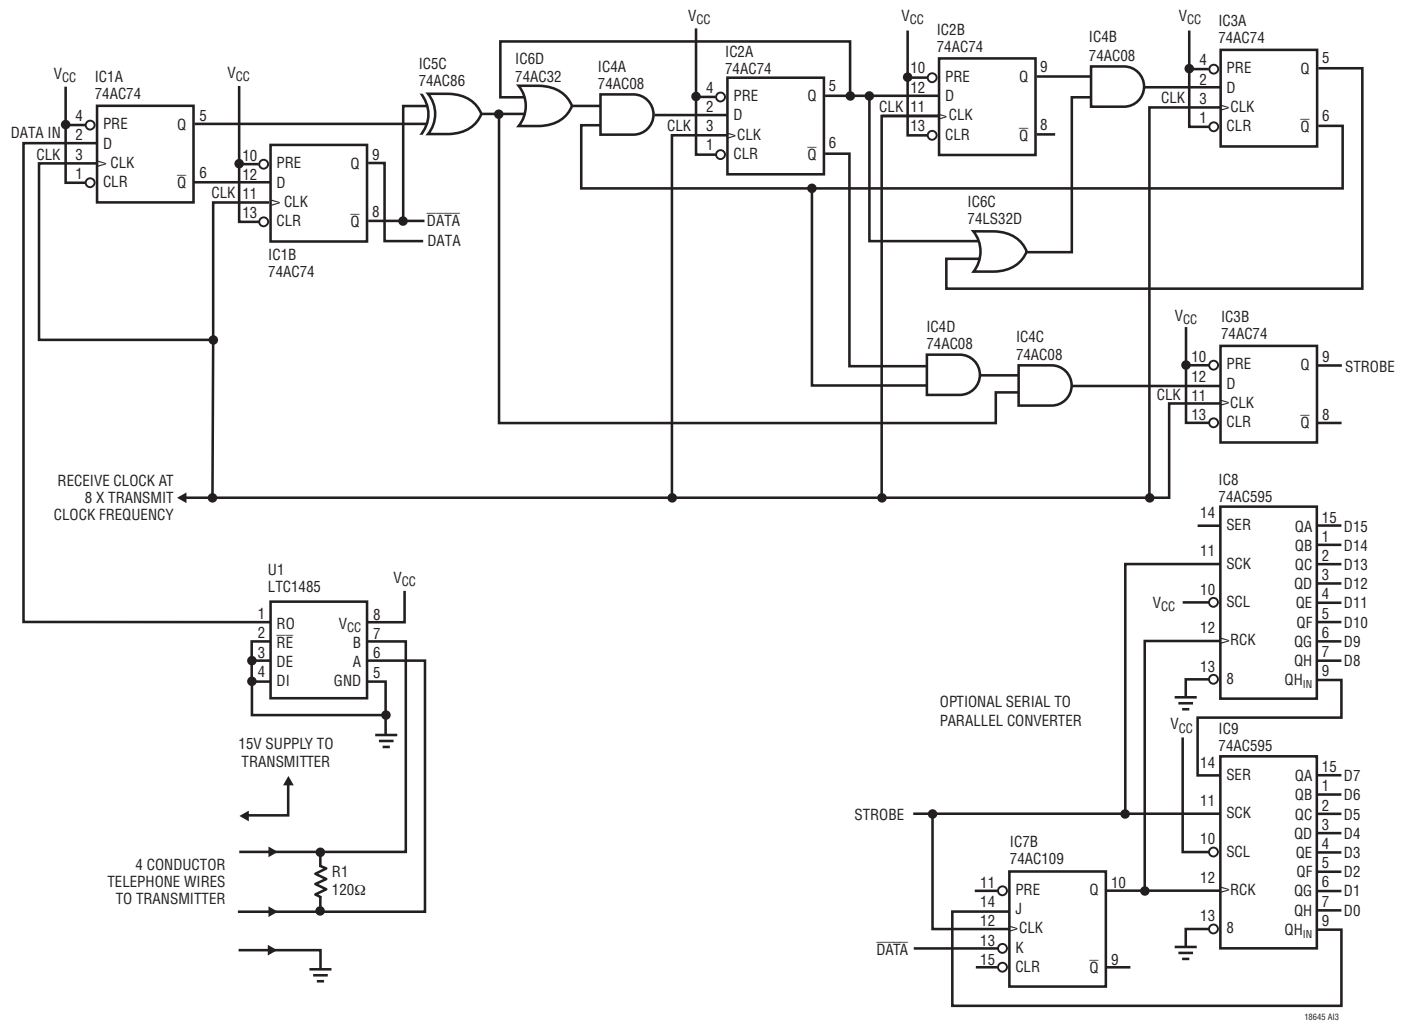 VCC
IC1A
74AC74
DATA IN
CLK
4
2
3
1
PRE
D
CLK
CLR
Q
Q̅
5
6
VCC
CLK
10
12
11
13
PRE
D
CLK
CLR
Q
Q̅
9
8
IC1B
74AC74
D̅A̅T̅A̅
DATA
IC5C
74AC86
IC6D
74AC32
IC4A
74AC08
VCC
IC2A
74AC74
CLK
4
2
3
1
PRE
D
CLK
CLR
Q
Q̅
5
6
VCC
IC2B
74AC74
CLK
10
12
11
13
PRE
D
CLK
CLR
Q
Q̅
9
8
IC4B
74AC08
VCC
IC3A
74AC74
CLK
4
2
3
1
PRE
D
CLK
CLR
Q
Q̅
5
6
IC6C
74LS32D
IC4D
74AC08
IC4C
74AC08
VCC
IC3B
74AC74
CLK
10
12
11
13
PRE
D
CLK
CLR
Q
Q̅
9
8
STROBE
RECEIVE CLOCK AT
8 X TRANSMIT
CLOCK FREQUENCY
U1
LTC1485
VCC
1
2
3
4
RO
R̅E̅
DE
DI
VCC
B
A
GND
8
7
6
5
15V SUPPLY TO
TRANSMITTER
4 CONDUCTOR
TELEPHONE WIRES
TO TRANSMITTER
R1
120Ω
IC8
74AC595
14
11
10
12
13
VCC
SER
SCK
SCL
RCK
8
QA
QB
QC
QD
QE
QF
QG
QH
QHIN
15
1
2
3
4
5
6
7
9
D15
D14
D13
D12
D11
D10
D9
D8
OPTIONAL SERIAL TO
PARALLEL CONVERTER
VCC
IC9
74AC595
14
11
10
12
13
SER
SCK
SCL
RCK
8
QA
QB
QC
QD
QE
QF
QG
QH
QHIN
15
1
2
3
4
5
6
7
9
D7
D6
D5
D4
D3
D2
D1
D0
STROBE
IC7B
74AC109
D̅A̅T̅A̅
11
14
12
13
15
PRE
J
CLK
K
CLR
Q
Q̅
10
9
18645 AI3